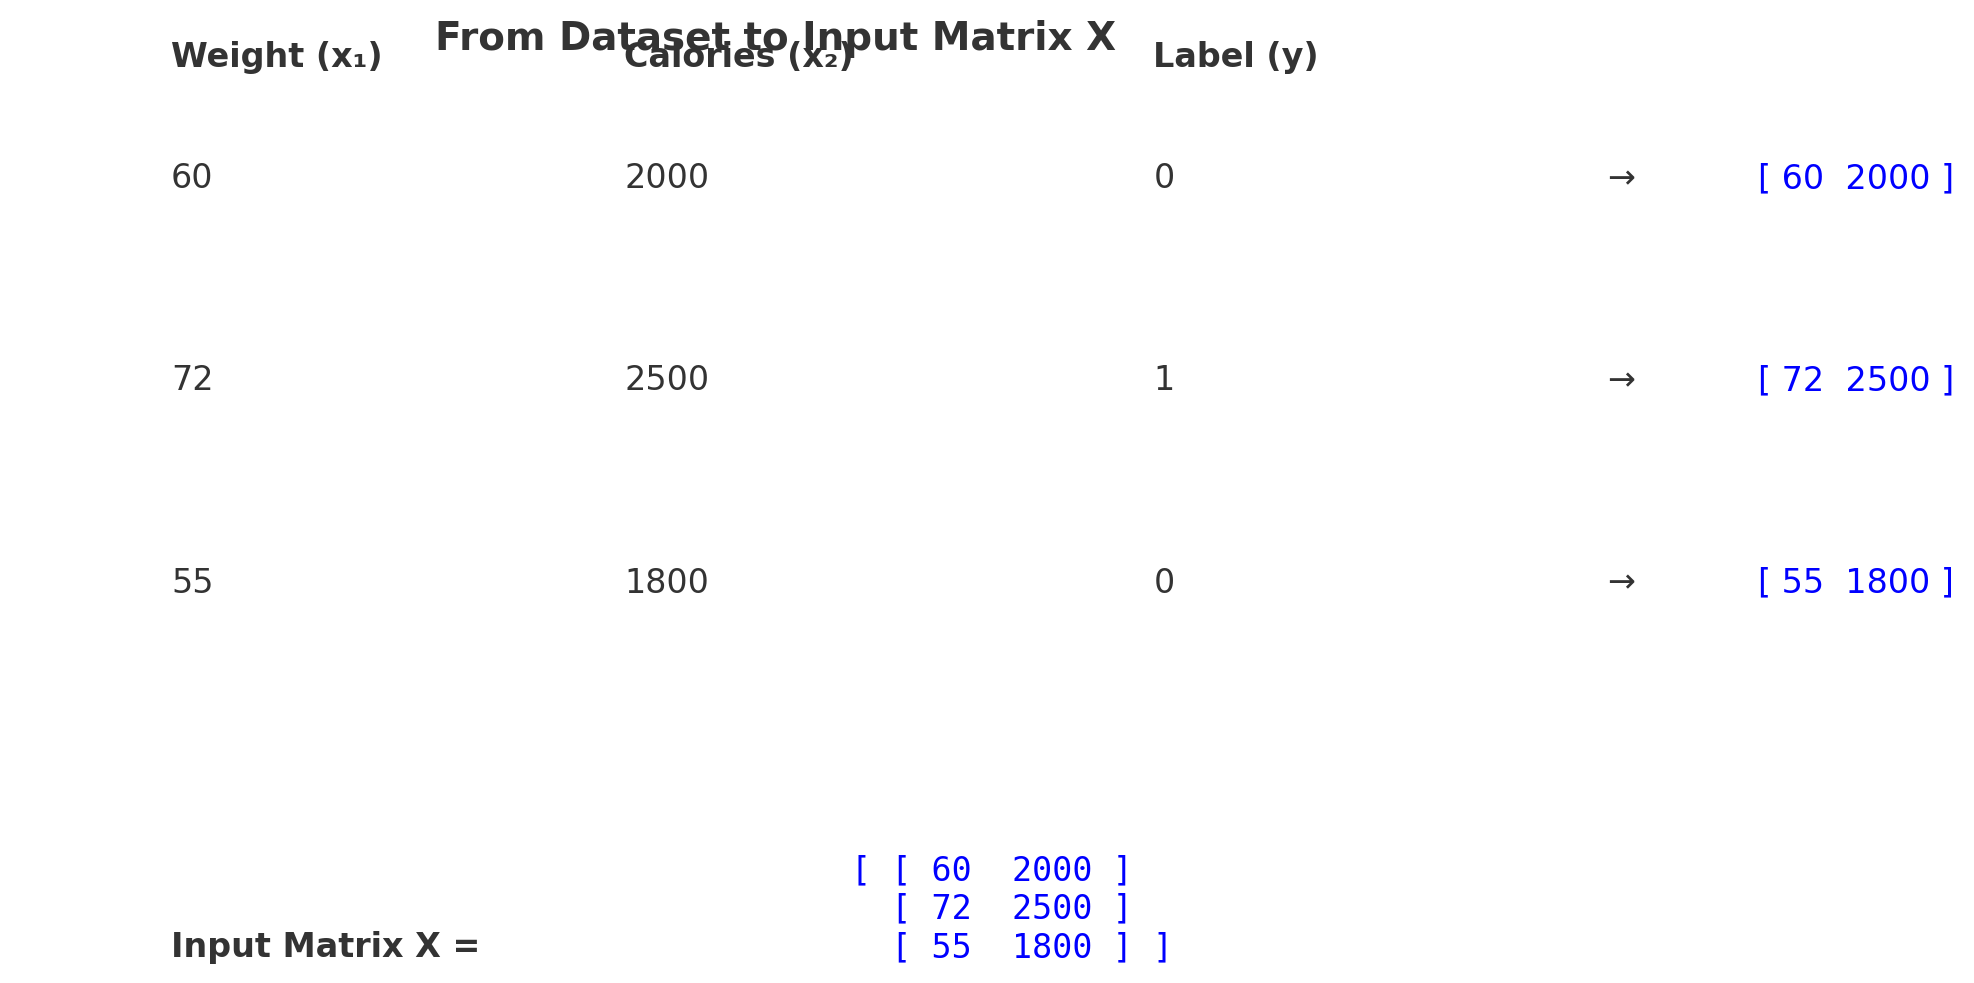 From Dataset to Input Matrix X
Weight (x₁) Calories (x₂) Label (y)
60 2000 0 → [ 60 2000 ]
72 2500 1 → [ 72 2500 ]
55 1800 0 → [ 55 1800 ]
[ [ 60 2000 ]
[ 72 2500 ]
Input Matrix X = [ 55 1800 ] ]